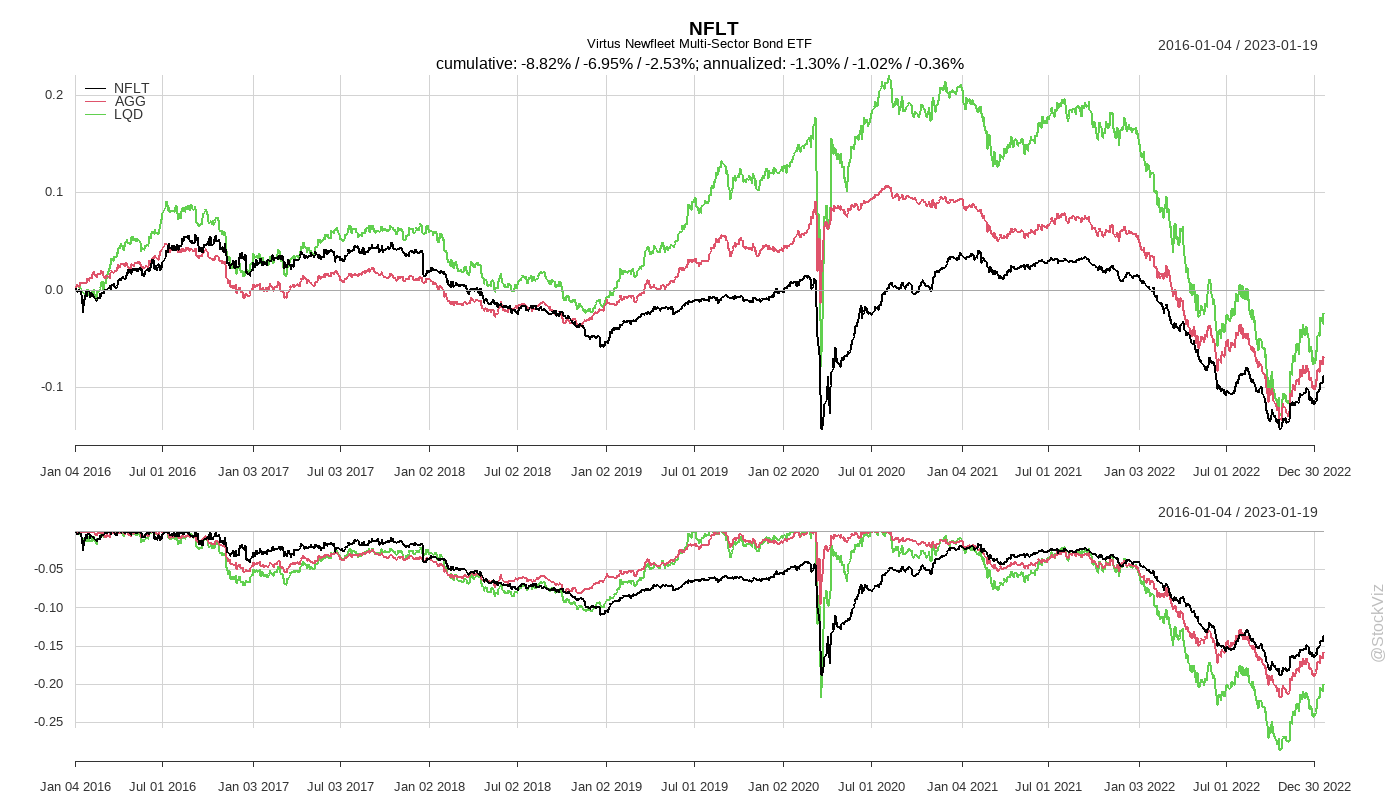 NFLT
Virtus Newfleet Multi-Sector Bond ETF
2016-01-04 / 2023-01-19
cumulative: -8.82% / -6.95% / -2.53%; annualized: -1.30% / -1.02% / -0.36%
NFLT
AGG
LQD
0.2
0.1
0.0
-0.1
Jan 04 2016 Jul 01 2016 Jan 03 2017 Jul 03 2017 Jan 02 2018 Jul 02 2018 Jan 02 2019 Jul 01 2019 Jan 02 2020 Jul 01 2020 Jan 04 2021 Jul 01 2021 Jan 03 2022 Jul 01 2022 Dec 30 2022
2016-01-04 / 2023-01-19
-0.05
-0.10
-0.15
-0.20
-0.25
Jan 04 2016 Jul 01 2016 Jan 03 2017 Jul 03 2017 Jan 02 2018 Jul 02 2018 Jan 02 2019 Jul 01 2019 Jan 02 2020 Jul 01 2020 Jan 04 2021 Jul 01 2021 Jan 03 2022 Jul 01 2022 Dec 30 2022
@StockViz